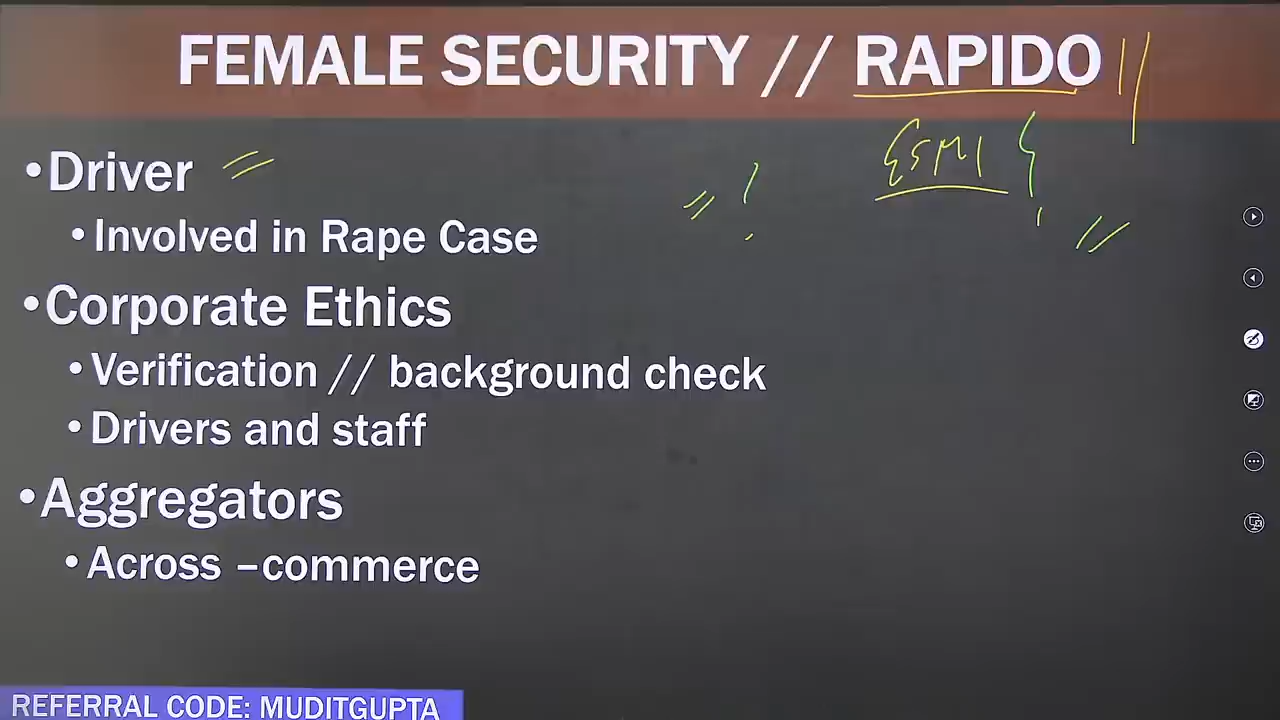 FEMALE SECURITY // RAPIDO
•Driver
•Involved in Rape Case
•Corporate Ethics
•Verification // background check
•Drivers and staff
•Aggregators
•Across –commerce
REFERRAL CODE: MUDITGUPTA